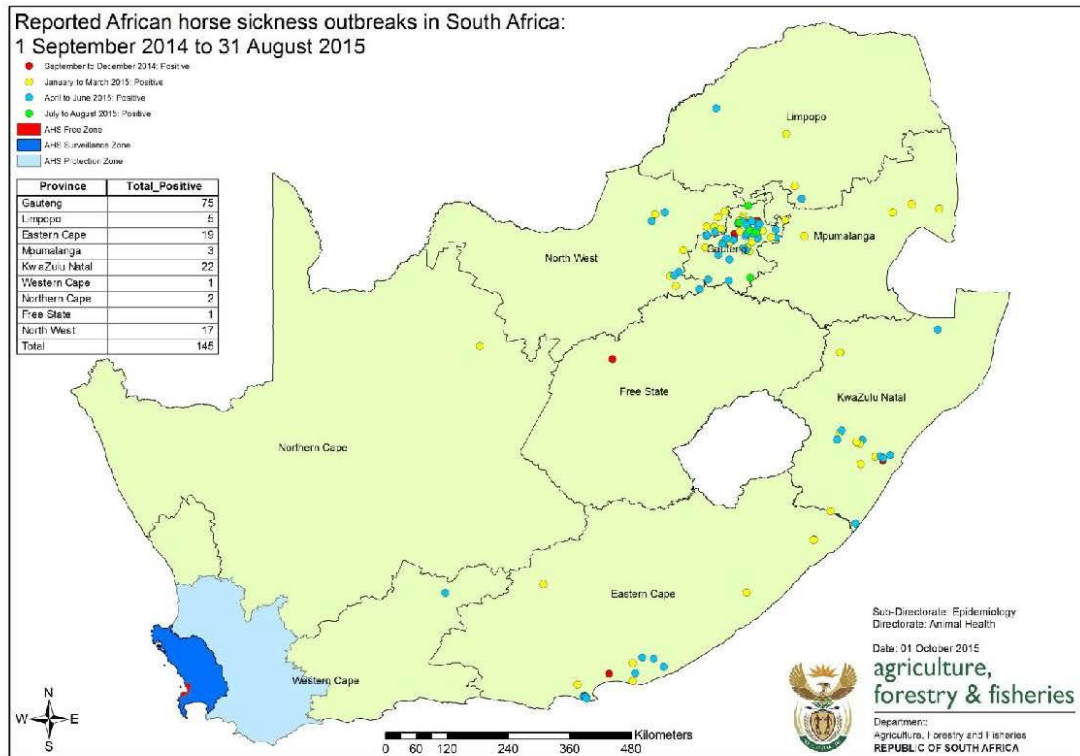 Reported African horse sickness outbreaks in South Africa:
1 September 2014 to 31 August 2015
September to December 2014: Positive
January to March 2015: Positive
April to June 2015: Positive
July to August 2015: Positive
AHS Free Zone
AHS Surveillance Zone
AHS Protection Zone
Province Total_Positive
Gauteng 75
Limpopo 5
Eastern Cape 19
Mpumalanga 3
KwaZulu Natal 22
Western Cape 1
Northern Cape 2
Free State 1
North West 17
Total 145
Limpopo
Mpumalanga
North West
Gauteng
Free State
KwaZulu Natal
Northern Cape
Eastern Cape
Western Cape
N
W E
S
Kilometers
0 60 120 240 360 480
Sub-Directorate: Epidemiology
Directorate: Animal Health
Date: 01 October 2015
agriculture,
forestry & fisheries
Department:
Agriculture, Forestry and Fisheries
REPUBLIC OF SOUTH AFRICA